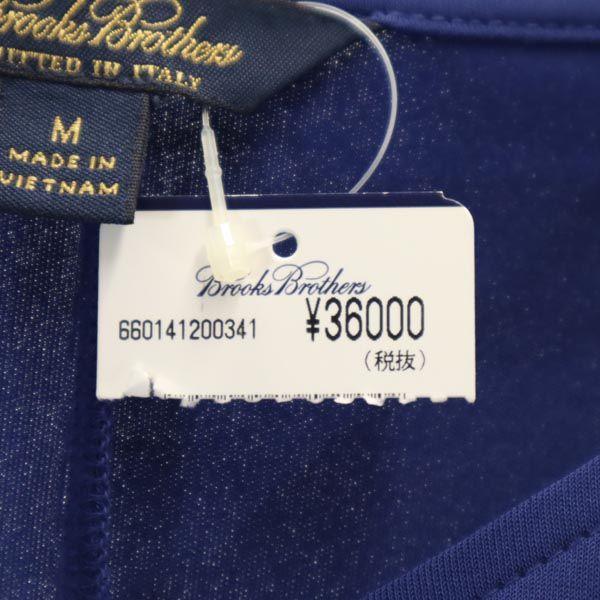 Brooks Brothers
KNITTED IN ITALY
M
MADE IN
VIETNAM
Brooks Brothers
660141200341
¥36000
(税抜)